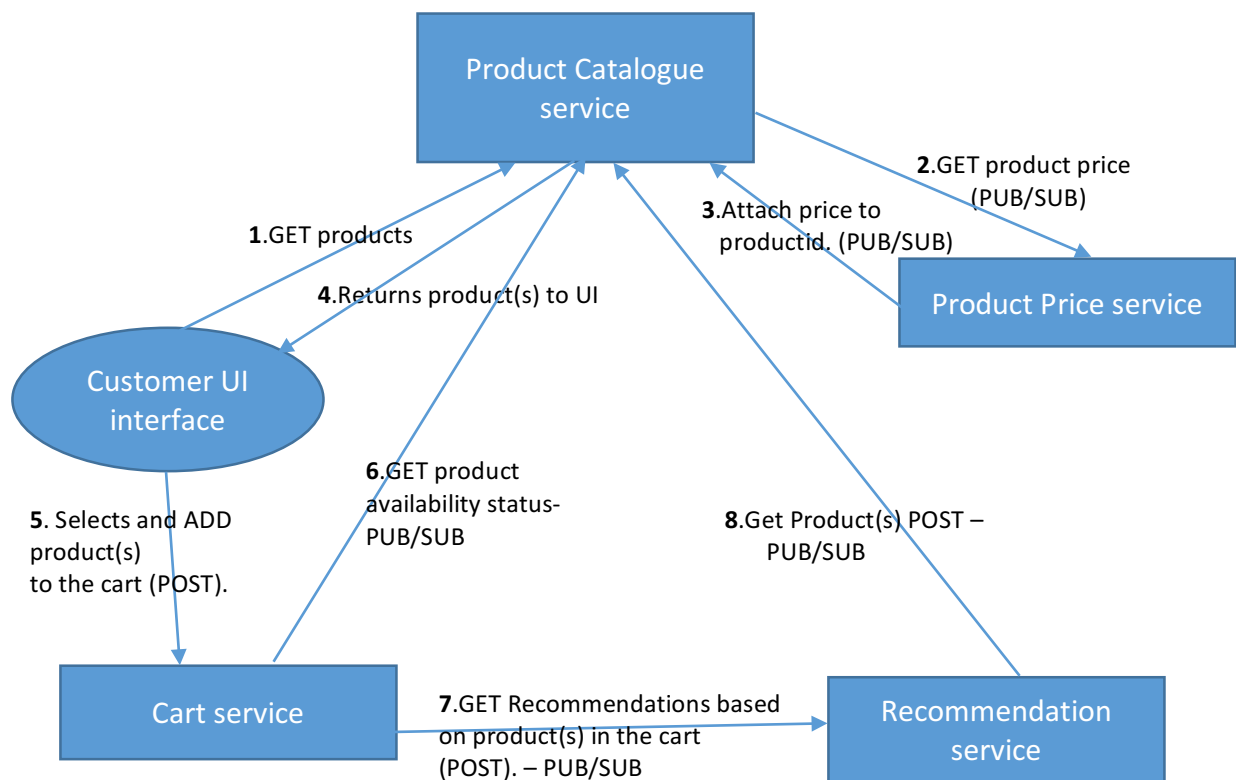 Product Catalogue
service
2.GET product price
(PUB/SUB)
3.Attach price to
productid. (PUB/SUB)
1.GET products
4.Returns product(s) to UI
Product Price service
Customer UI
interface
6.GET product
availability status-
PUB/SUB
5. Selects and ADD
product(s)
to the cart (POST).
8.Get Product(s) POST –
PUB/SUB
Cart service
7.GET Recommendations based
on product(s) in the cart
(POST). – PUB/SUB
Recommendation
service